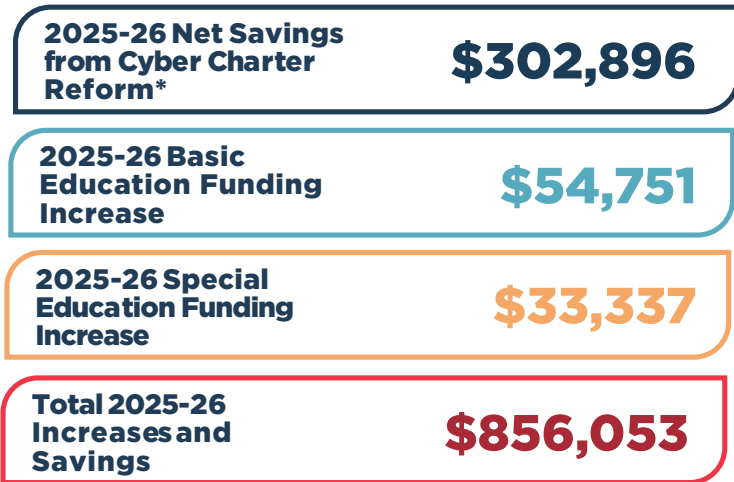 2025-26 Net Savings
from Cyber Charter
Reform*
$302,896
2025-26 Basic
Education Funding
Increase
$54,751
2025-26 Special
Education Funding
Increase
$33,337
Total 2025-26
Increases and
Savings
$856,053